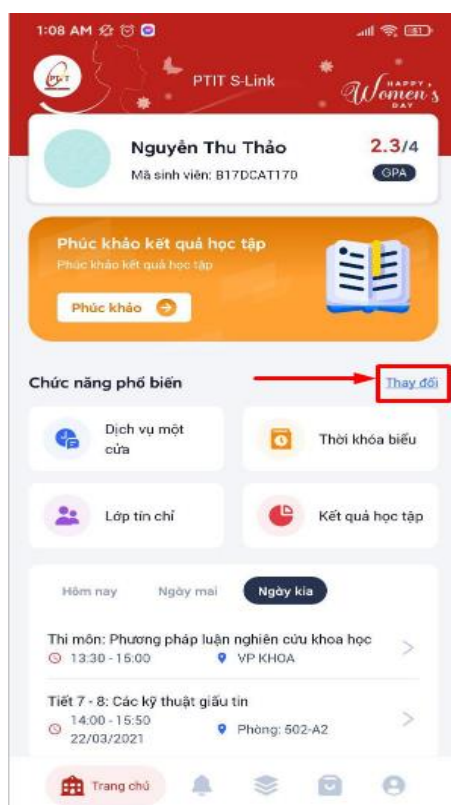 1:08 AM
PTIT
PTIT S-Link
HAPPY
Women's
DAY
Nguyễn Thu Thảo
2.3/4
Mã sinh viên: B17DCAT170
GPA
Phúc khảo kết quả học tập
Phúc khảo kết quả học tập
Phúc khảo
Chức năng phổ biến
Thay đổi
Dịch vụ một
cửa
Thời khóa biểu
Lớp tín chỉ
Kết quả học tập
Hôm nay
Ngày mai
Ngày kia
Thi môn: Phương pháp luận nghiên cứu khoa học
13:30 - 15:00
VP KHOA
Tiết 7 - 8: Các kỹ thuật giấu tin
14:00 - 15:50
22/03/2021
Phòng: 502-A2
Trang chủ